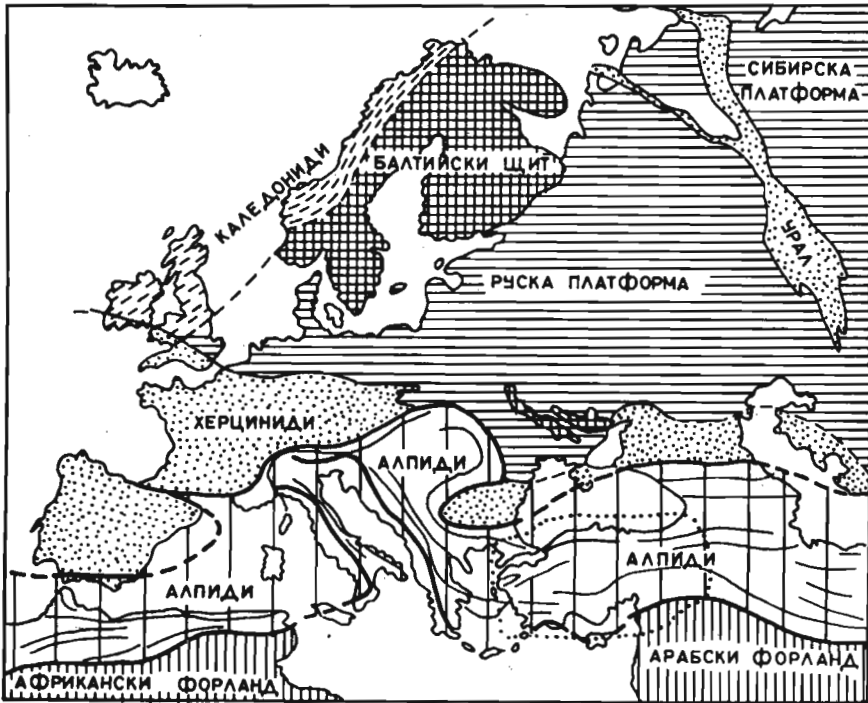 СИБИРСКА
ПЛАТФОРМА
БАЛТИЙСКИ ЩИТ
КАЛЕДОНИДИ
УРАЛ
РУСКА ПЛАТФОРМА
ХЕРЦИНИДИ
АЛПИДИ
АЛПИДИ
АЛПИДИ
АРАБСКИ ФОРЛАНД
АФРИКАНСКИ ФОРЛАНД